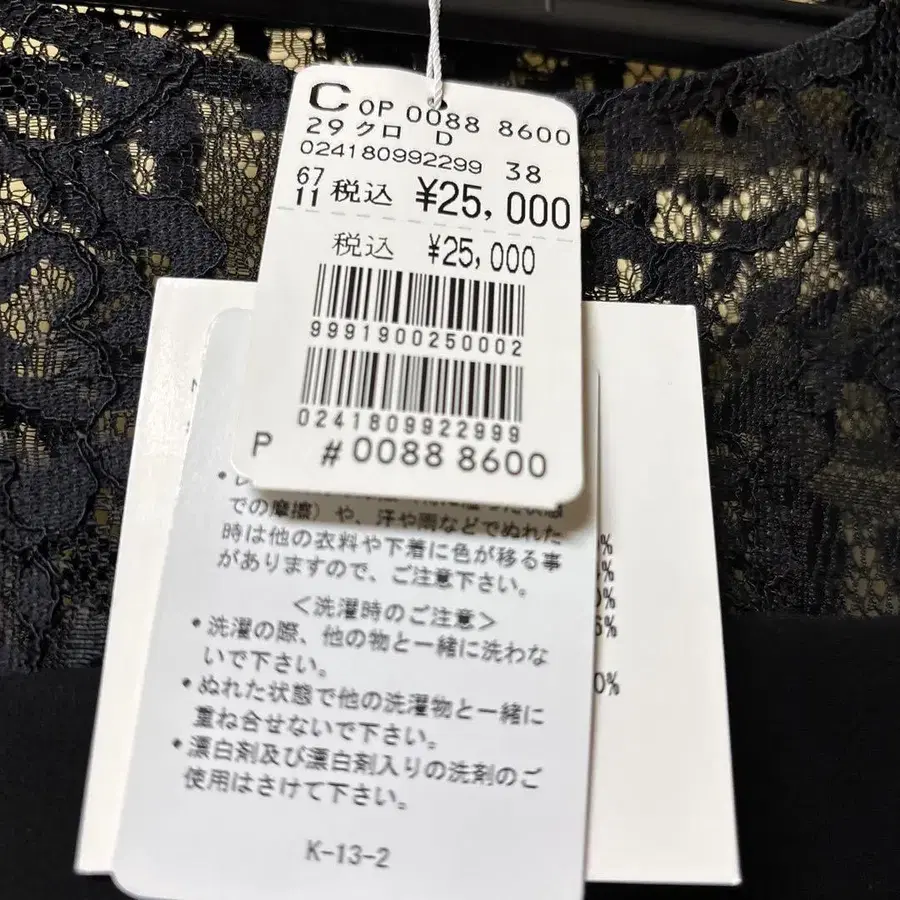 C OP 0088 8600
29 クロ D
024180992299 38
67
11 税込 ¥25,000
税込 ¥25,000
9991900250002
0241809922999
P #0088 8600
での摩擦)や、汗や雨などでぬれた
時は他の衣料や下着に色が移る事
がありますので、ご注意下さい。
<洗濯時のご注意>
・洗濯の際、他の物と一緒に洗わな
いで下さい。
・ぬれた状態で他の洗濯物と一緒に
重ね合せないで下さい。
・漂白剤及び漂白剤入りの洗剤のご
使用はさけて下さい。
K-13-2